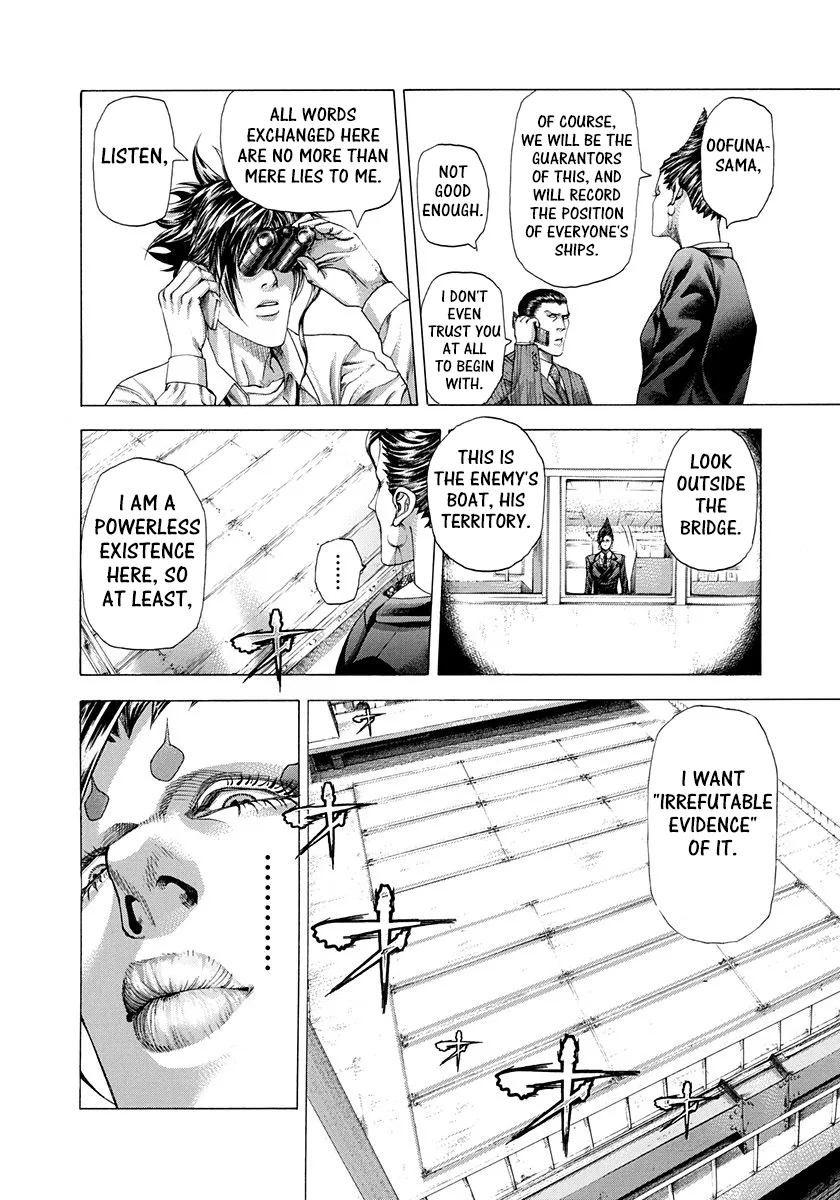 OOFUNA-
SAMA,
OF COURSE,
WE WILL BE THE
GUARANTORS
OF THIS, AND
WILL RECORD
THE POSITION
OF EVERYONE'S
SHIPS.
NOT
GOOD
ENOUGH.
I DON'T
EVEN
TRUST YOU
AT ALL
TO BEGIN
WITH.
ALL WORDS
EXCHANGED HERE
ARE NO MORE THAN
MERE LIES TO ME.
LISTEN,
LOOK
OUTSIDE
THE
BRIDGE.
THIS IS
THE ENEMY'S
BOAT, HIS
TERRITORY.
....
I AM A
POWERLESS
EXISTENCE
HERE, SO
AT LEAST,
I WANT
"IRREFUTABLE
EVIDENCE"
OF IT.
..........